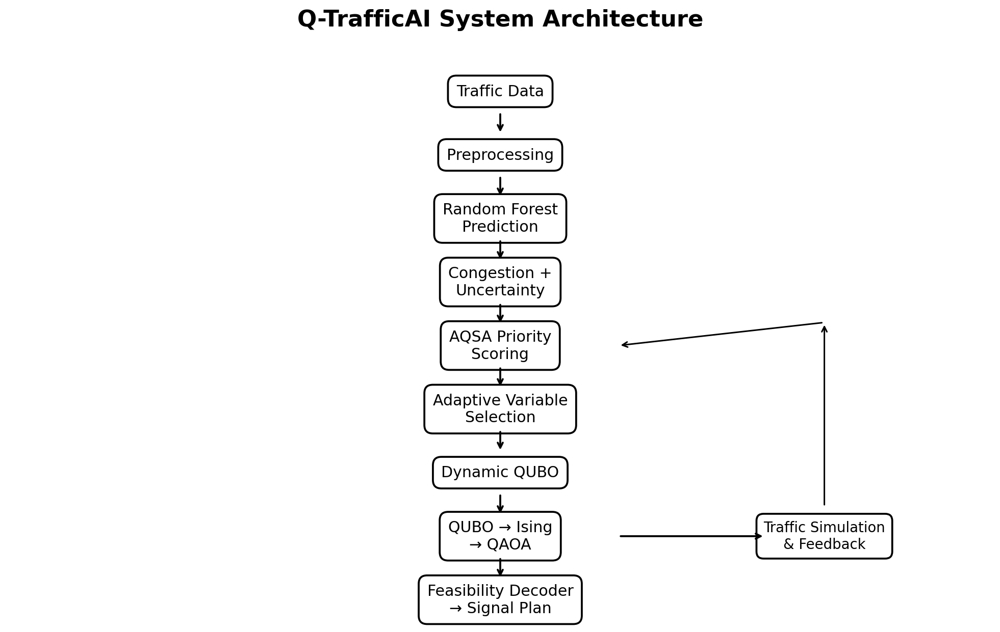 Q-TrafficAI System Architecture
Traffic Data
Preprocessing
Random Forest
Prediction
Congestion +
Uncertainty
AQSA Priority
Scoring
Adaptive Variable
Selection
Dynamic QUBO
QUBO → Ising
→ QAOA
Traffic Simulation
& Feedback
Feasibility Decoder
→ Signal Plan